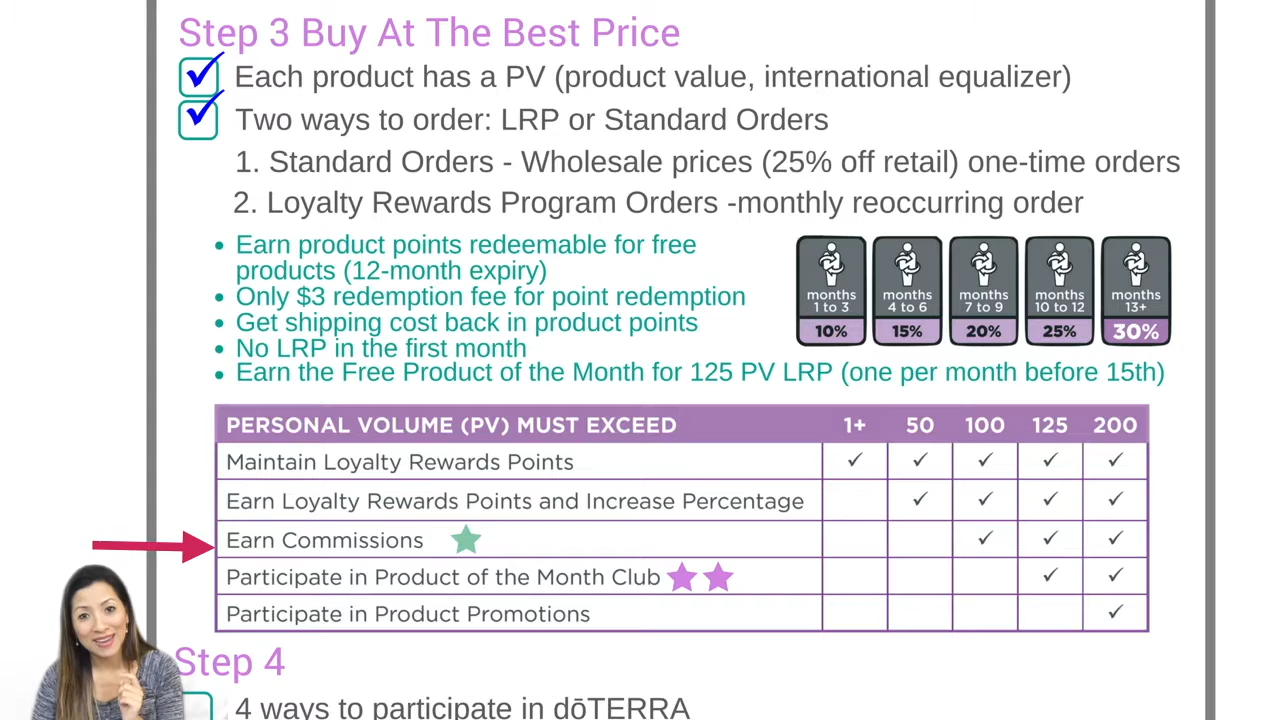 Step 3 Buy At The Best Price
Each product has a PV (product value, international equalizer)
Two ways to order: LRP or Standard Orders
1. Standard Orders - Wholesale prices (25% off retail) one-time orders
2. Loyalty Rewards Program Orders -monthly reoccurring order
Earn product points redeemable for free
products (12-month expiry)
Only $3 redemption fee for point redemption
Get shipping cost back in product points
No LRP in the first month
Earn the Free Product of the Month for 125 PV LRP (one per month before 15th)
months months months months months
1 to 3 4 to 6 7 to 9 10 to 12 13+
10% 15% 20% 25% 30%
PERSONAL VOLUME (PV) MUST EXCEED 1+ 50 100 125 200
Maintain Loyalty Rewards Points ✓ ✓ ✓ ✓ ✓
Earn Loyalty Rewards Points and Increase Percentage ✓ ✓ ✓ ✓
Earn Commissions ✓ ✓ ✓
Participate in Product of the Month Club ✓ ✓
Participate in Product Promotions ✓
Step 4
4 ways to participate in dōTERRA